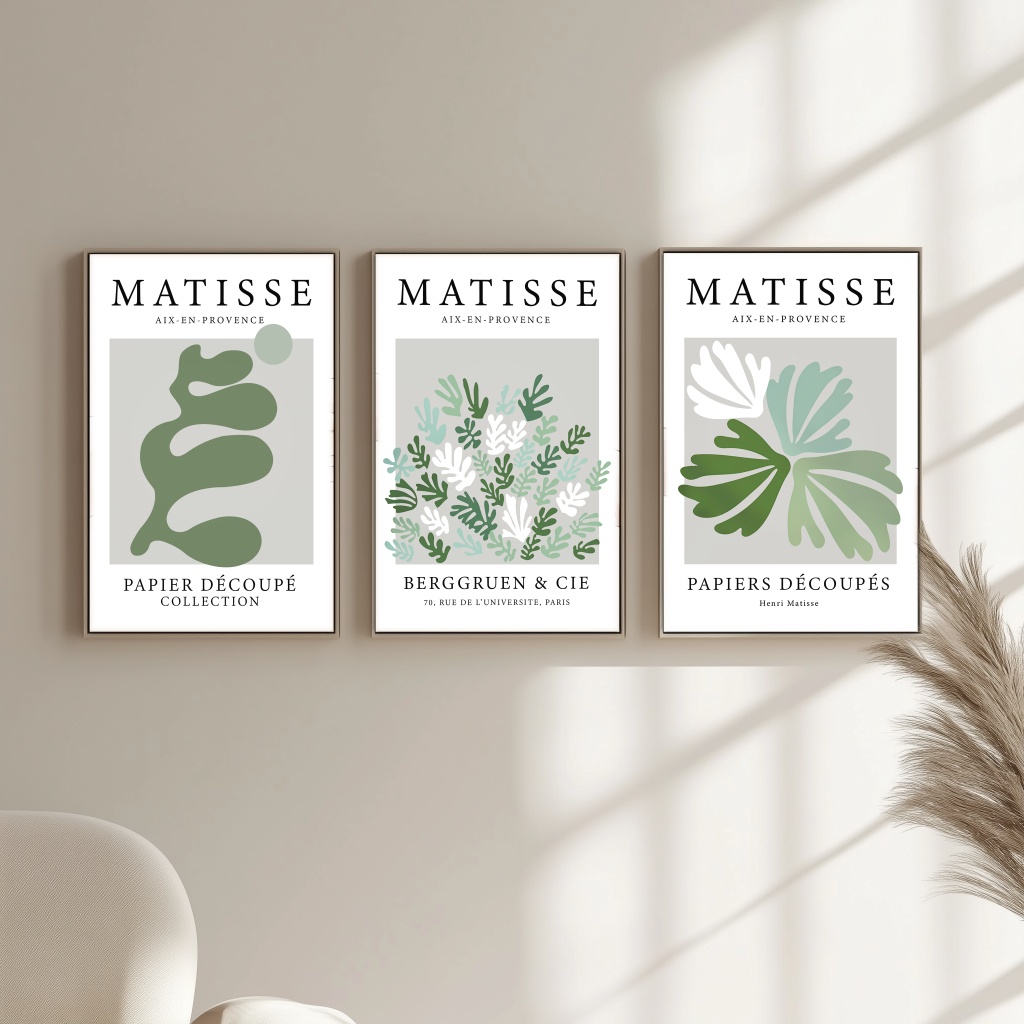 MATISSE
AIX-EN-PROVENCE
PAPIER DÉCOUPÉ
COLLECTION
MATISSE
AIX-EN-PROVENCE
BERGGRUEN & CIE
70, RUE DE L'UNIVERSITE, PARIS
MATISSE
AIX-EN-PROVENCE
PAPIERS DÉCOUPÉS
Henri Matisse